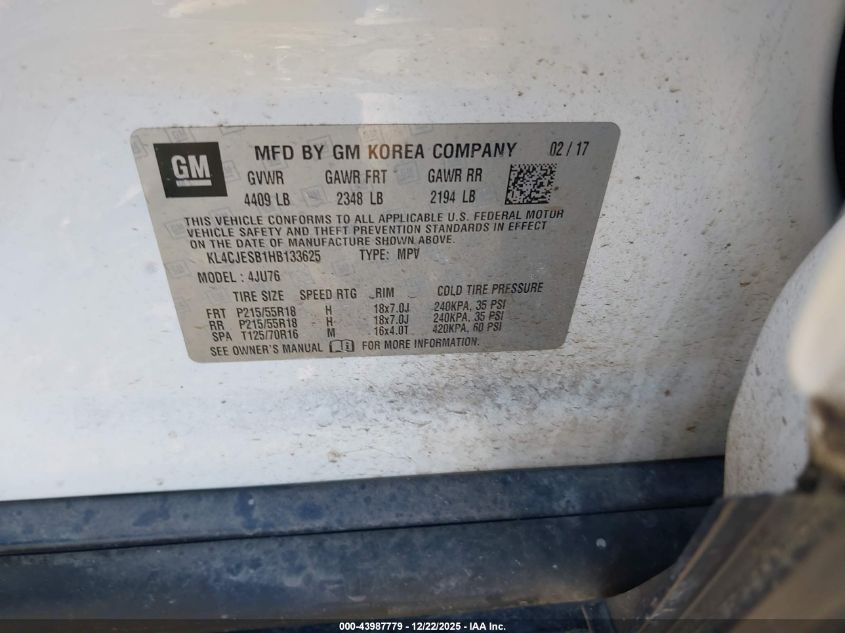 GM MFD BY GM KOREA COMPANY 02 / 17
GVWR GAWR FRT GAWR RR
4409 LB 2348 LB 2194 LB
THIS VEHICLE CONFORMS TO ALL APPLICABLE U.S. FEDERAL MOTOR
VEHICLE SAFETY AND THEFT PREVENTION STANDARDS IN EFFECT
ON THE DATE OF MANUFACTURE SHOWN ABOVE.
KL4CJESB1HB133625 TYPE: MPV
MODEL : 4JU76
TIRE SIZE SPEED RTG RIM COLD TIRE PRESSURE
FRT P215/55R18 H 18x7.0J 240KPA, 35 PSI
RR P215/55R18 H 18x7.0J 240KPA, 35 PSI
SPA T125/70R16 M 16x4.0T 420KPA, 60 PSI
SEE OWNER'S MANUAL FOR MORE INFORMATION.
000-43987779 - 12/22/2025 - IAA Inc.